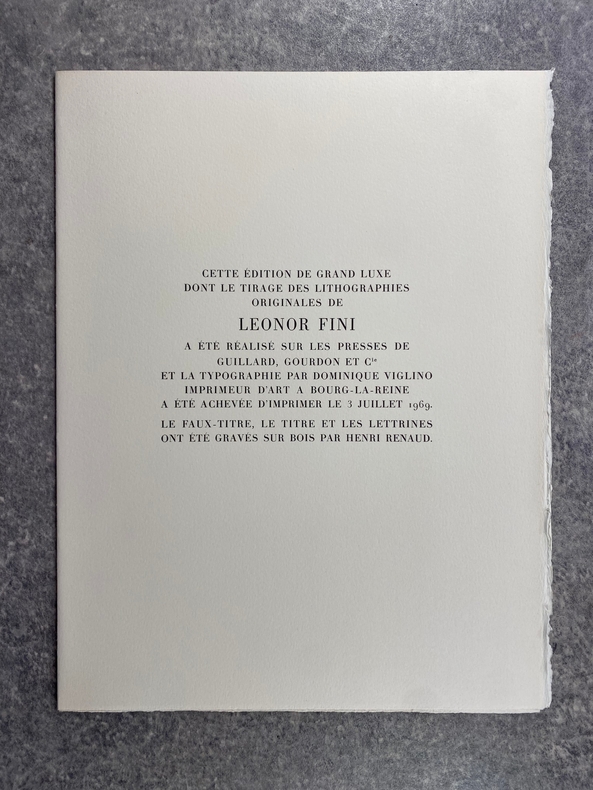 CETTE ÉDITION DE GRAND LUXE
DONT LE TIRAGE DES LITHOGRAPHIES
ORIGINALES DE
LEONOR FINI
A ÉTÉ RÉALISÉ SUR LES PRESSES DE
GUILLARD, GOURDON ET Cie
ET LA TYPOGRAPHIE PAR DOMINIQUE VIGLINO
IMPRIMEUR D'ART A BOURG-LA-REINE
A ÉTÉ ACHEVÉE D'IMPRIMER LE 3 JUILLET 1969.
LE FAUX-TITRE, LE TITRE ET LES LETTRINES
ONT ÉTÉ GRAVÉS SUR BOIS PAR HENRI RENAUD.